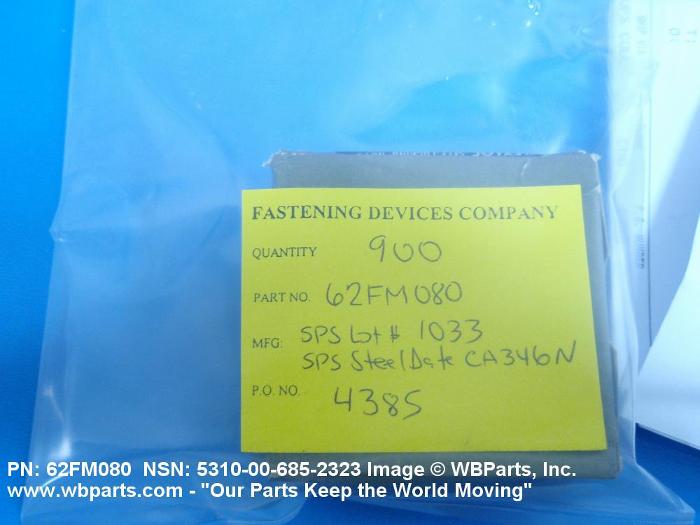 FASTENING DEVICES COMPANY
QUANTITY 900
PART NO. 62FM080
MFG: SPS Lot # 1033
SPS Steel/Date CA346N
P.O. NO. 4385
PN: 62FM080 NSN: 5310-00-685-2323 Image © WBParts, Inc.
www.wbparts.com - "Our Parts Keep the World Moving"